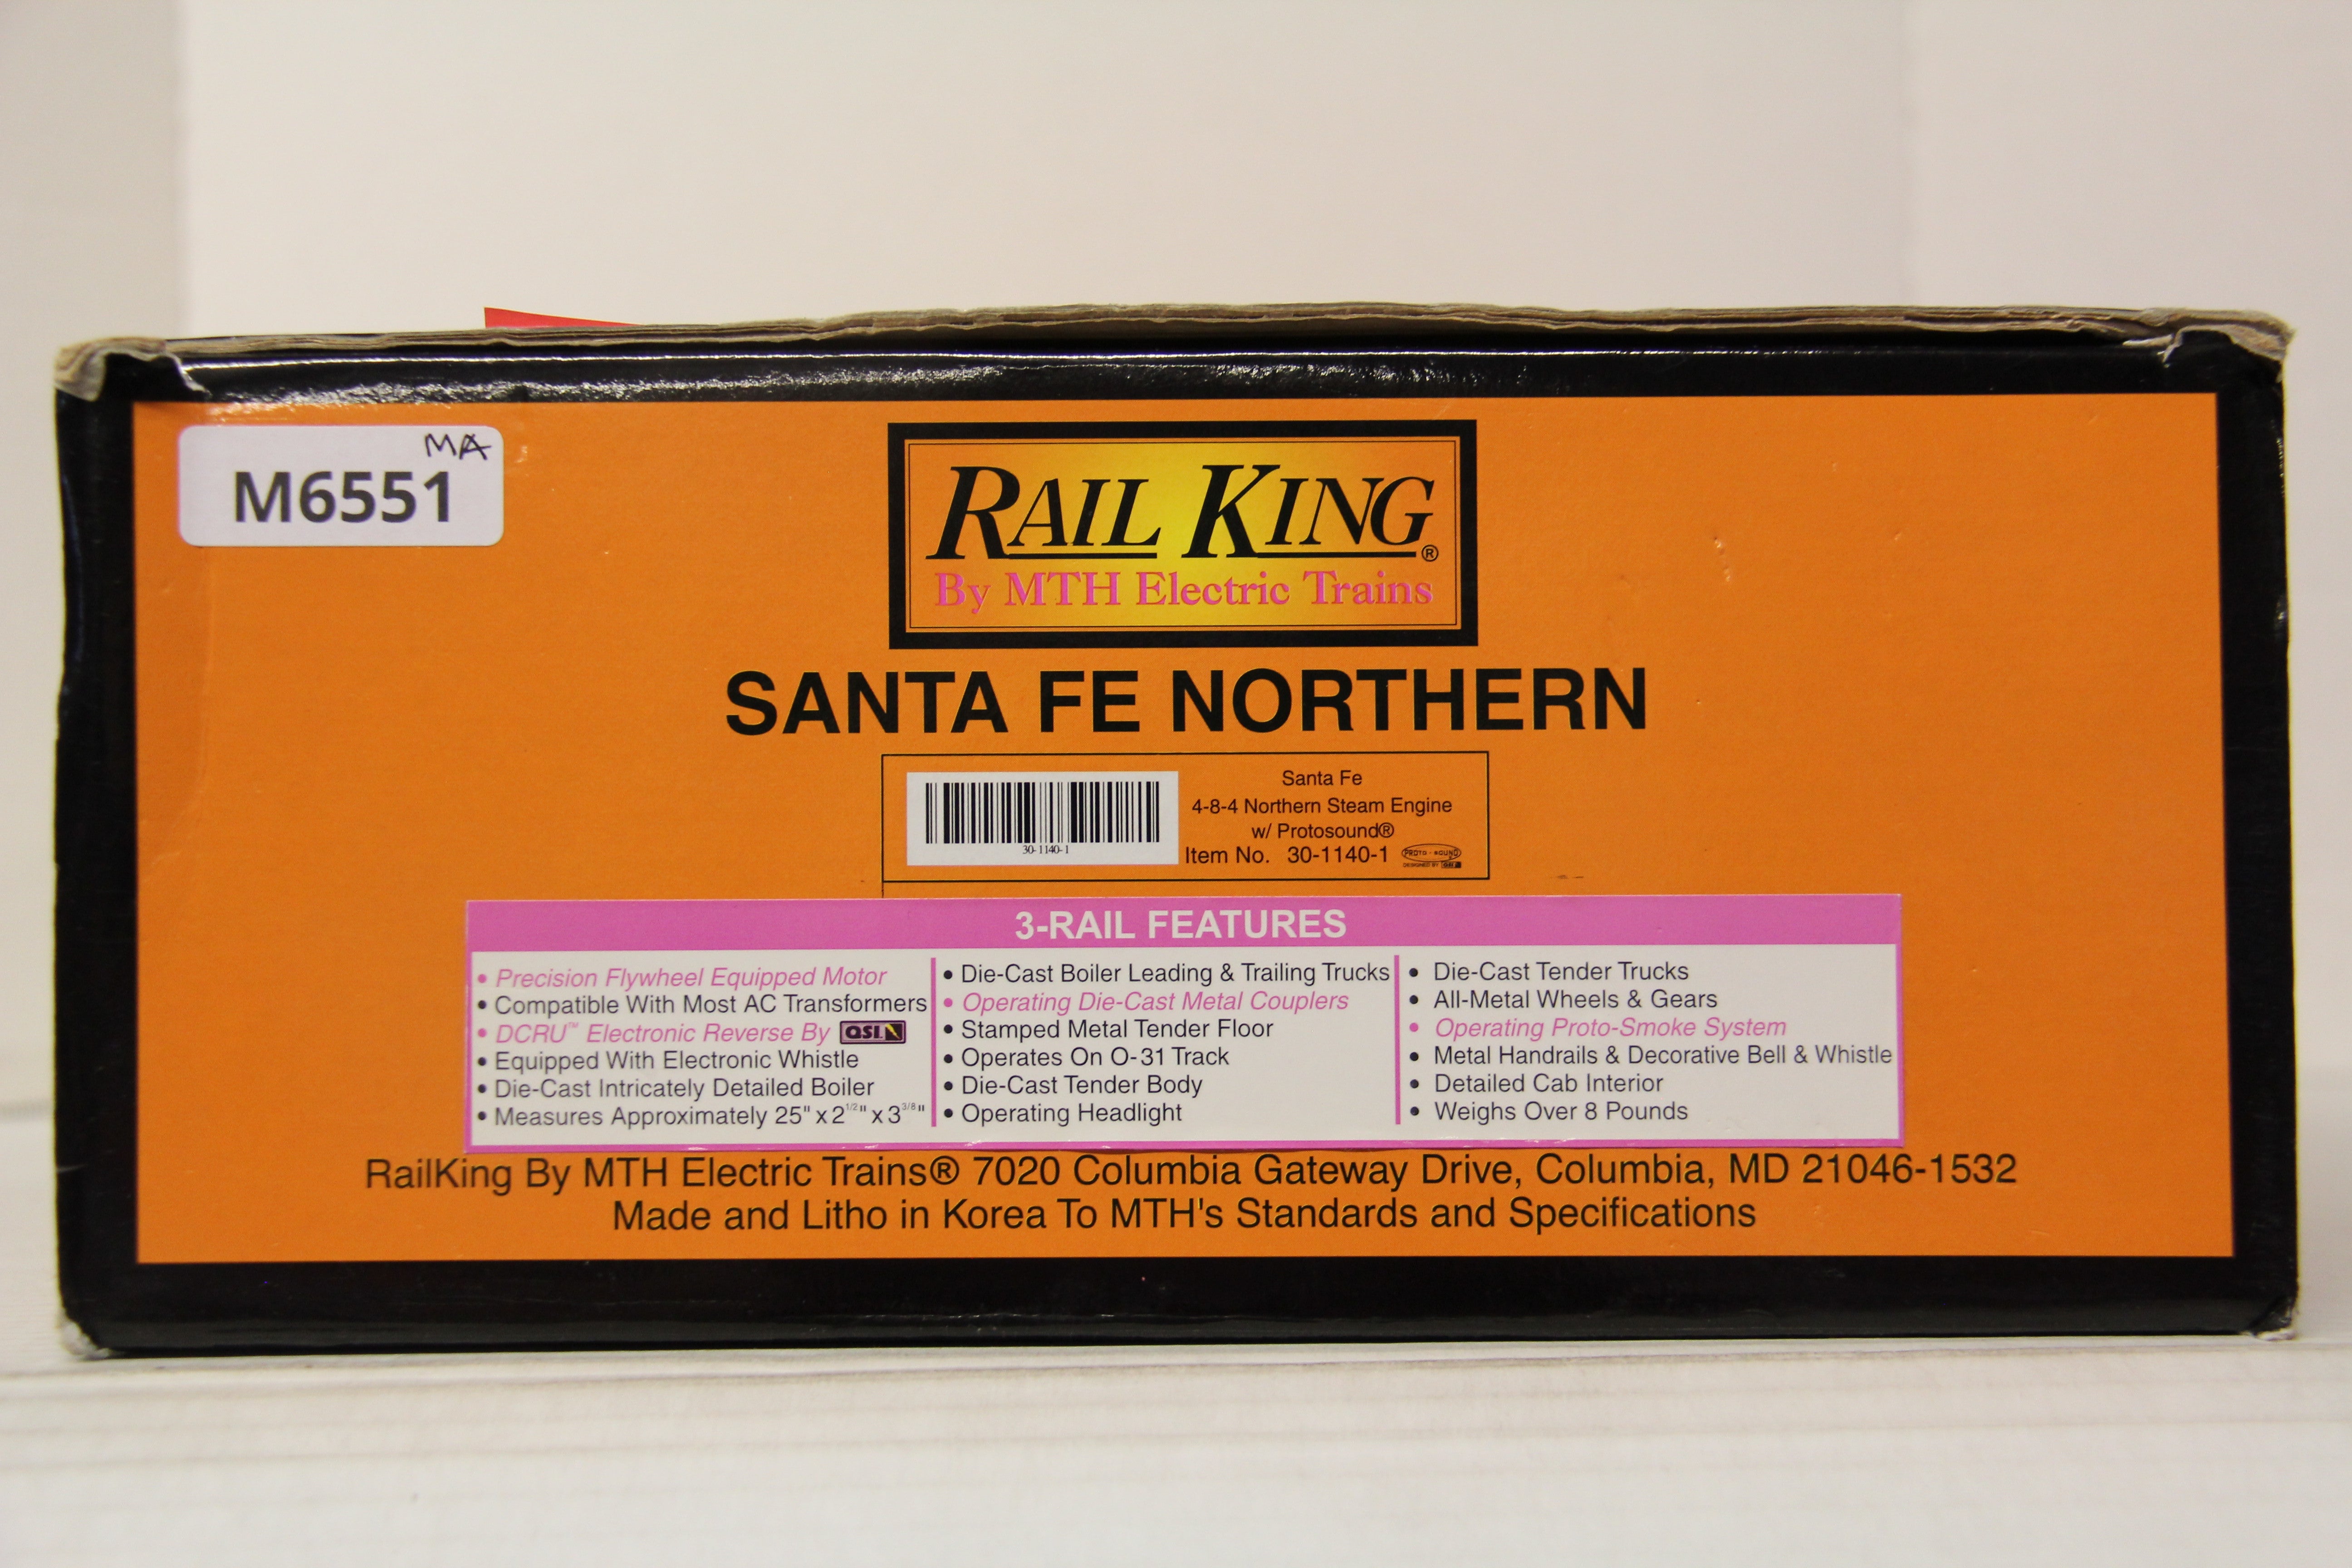 MA
M6551
RAIL KING®
By MTH Electric Trains
SANTA FE NORTHERN
30-1140-1
Santa Fe
4-8-4 Northern Steam Engine
w/ Protosound®
Item No. 30-1140-1
PROTO-SOUND
DESIGNED BY QSI
3-RAIL FEATURES
• Precision Flywheel Equipped Motor
• Compatible With Most AC Transformers
• DCRU™ Electronic Reverse By QSI
• Equipped With Electronic Whistle
• Die-Cast Intricately Detailed Boiler
• Measures Approximately 25" x 2 1/2" x 3 3/8"
• Die-Cast Boiler Leading & Trailing Trucks
• Operating Die-Cast Metal Couplers
• Stamped Metal Tender Floor
• Operates On O-31 Track
• Die-Cast Tender Body
• Operating Headlight
• Die-Cast Tender Trucks
• All-Metal Wheels & Gears
• Operating Proto-Smoke System
• Metal Handrails & Decorative Bell & Whistle
• Detailed Cab Interior
• Weighs Over 8 Pounds
RailKing By MTH Electric Trains® 7020 Columbia Gateway Drive, Columbia, MD 21046-1532
Made and Litho in Korea To MTH's Standards and Specifications